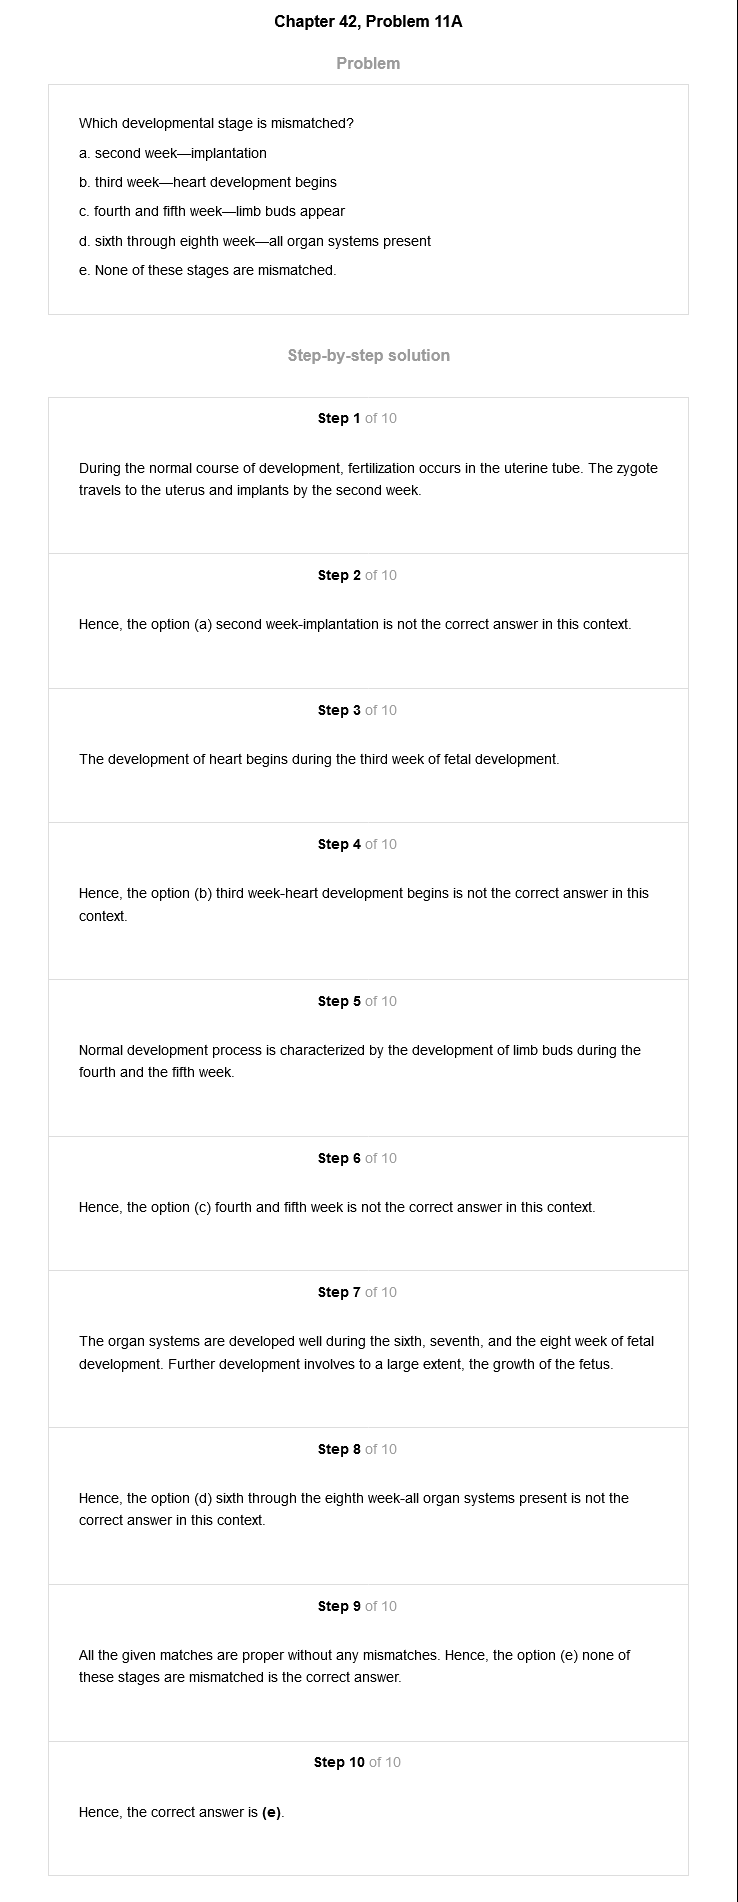 Chapter 42, Problem 11A
Problem
Which developmental stage is mismatched?
a. second week—implantation
b. third week—heart development begins
c. fourth and fifth week—limb buds appear
d. sixth through eighth week—all organ systems present
e. None of these stages are mismatched.
Step-by-step solution
Step 1 of 10
During the normal course of development, fertilization occurs in the uterine tube. The zygote
travels to the uterus and implants by the second week.
Step 2 of 10
Hence, the option (a) second week-implantation is not the correct answer in this context.
Step 3 of 10
The development of heart begins during the third week of fetal development.
Step 4 of 10
Hence, the option (b) third week-heart development begins is not the correct answer in this
context.
Step 5 of 10
Normal development process is characterized by the development of limb buds during the
fourth and the fifth week.
Step 6 of 10
Hence, the option (c) fourth and fifth week is not the correct answer in this context.
Step 7 of 10
The organ systems are developed well during the sixth, seventh, and the eight week of fetal
development. Further development involves to a large extent, the growth of the fetus.
Step 8 of 10
Hence, the option (d) sixth through the eighth week-all organ systems present is not the
correct answer in this context.
Step 9 of 10
All the given matches are proper without any mismatches. Hence, the option (e) none of
these stages are mismatched is the correct answer.
Step 10 of 10
Hence, the correct answer is (e).